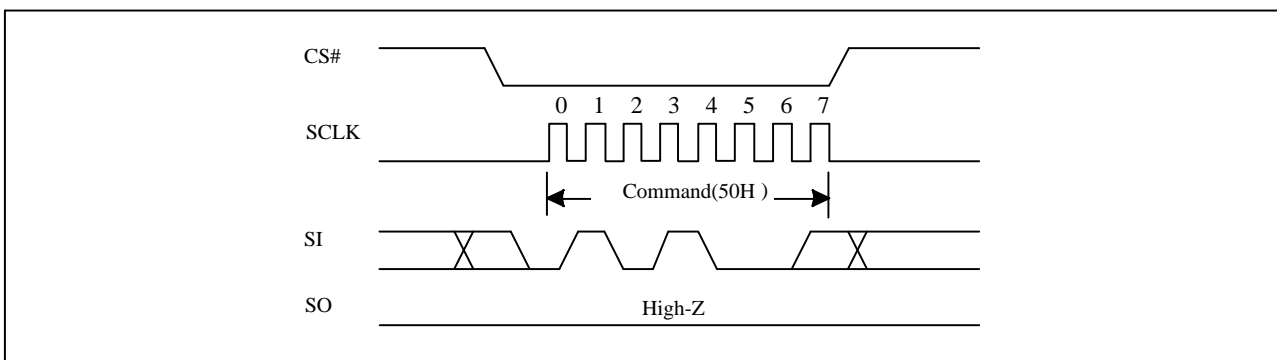 CS#
0 1 2 3 4 5 6 7
SCLK
Command(50H )
SI
SO
High-Z